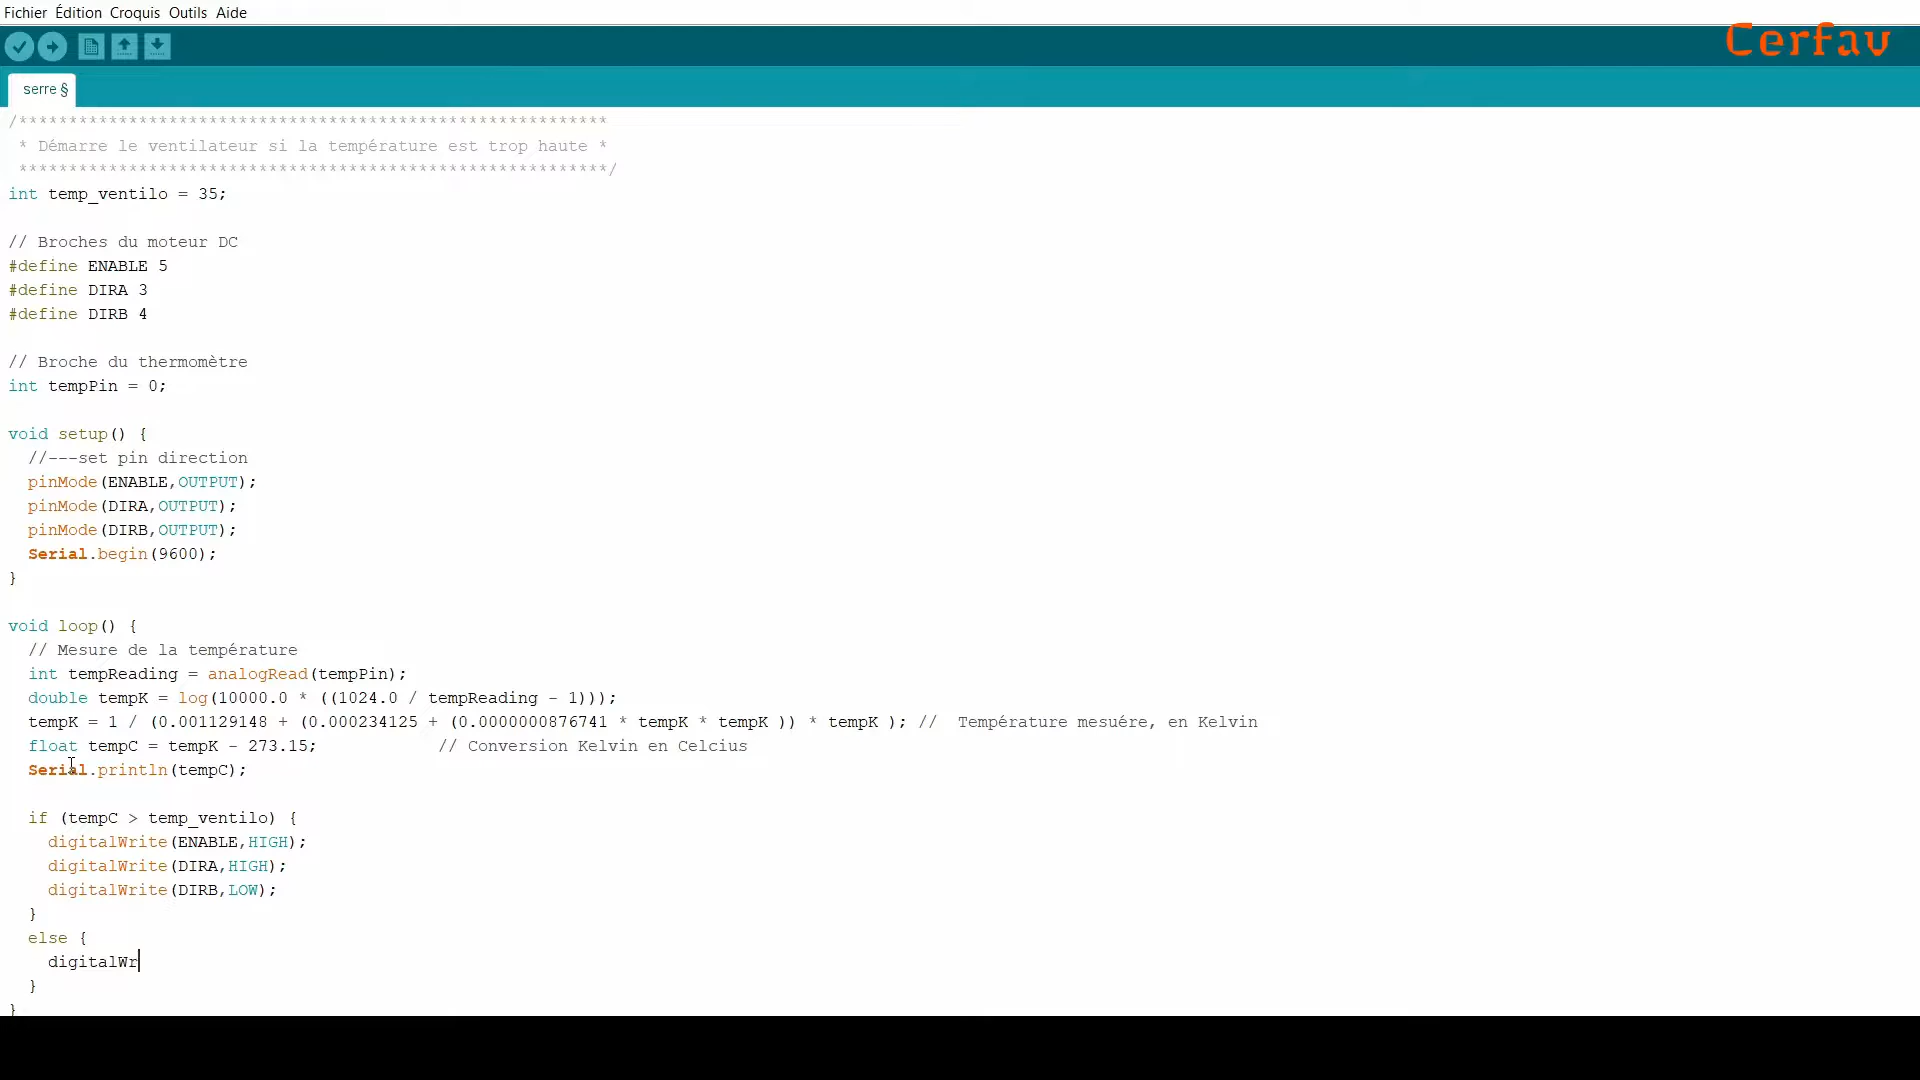 Fichier Édition Croquis Outils Aide
Cerfav
serre §
/***********************************************************
 * Démarre le ventilateur si la température est trop haute *
 ***********************************************************/
int temp_ventilo = 35;
// Broches du moteur DC
#define ENABLE 5
#define DIRA 3
#define DIRB 4
// Broche du thermomètre
int tempPin = 0;
void setup() {
  //---set pin direction
  pinMode(ENABLE,OUTPUT);
  pinMode(DIRA,OUTPUT);
  pinMode(DIRB,OUTPUT);
  Serial.begin(9600);
}
void loop() {
  // Mesure de la température
  int tempReading = analogRead(tempPin);
  double tempK = log(10000.0 * ((1024.0 / tempReading - 1)));
  tempK = 1 / (0.001129148 + (0.000234125 + (0.0000000876741 * tempK * tempK )) * tempK ); //  Température mesuére, en Kelvin
  float tempC = tempK - 273.15;            // Conversion Kelvin en Celcius
  Serial.println(tempC);
  if (tempC > temp_ventilo) {
    digitalWrite(ENABLE,HIGH);
    digitalWrite(DIRA,HIGH);
    digitalWrite(DIRB,LOW);
  }
  else {
    digitalWr
  }
}